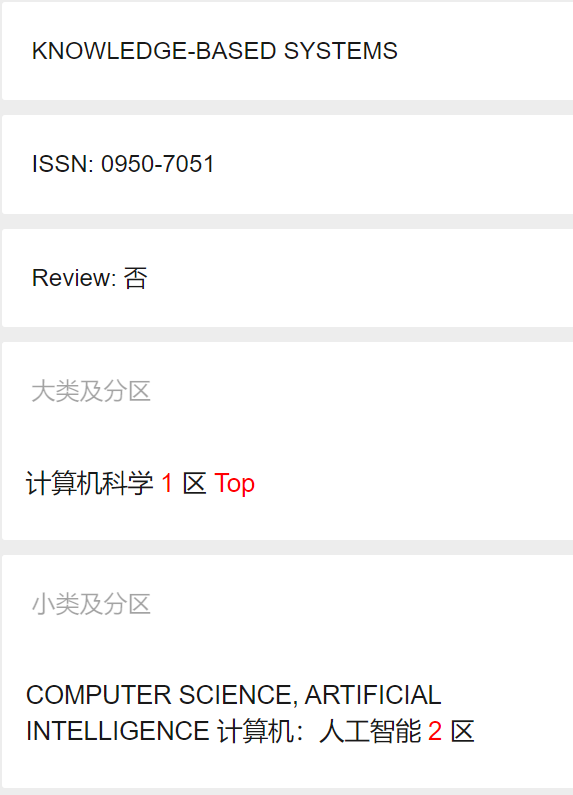 KNOWLEDGE-BASED SYSTEMS
ISSN: 0950-7051
Review: 否
大类及分区
计算机科学 1 区 Top
小类及分区
COMPUTER SCIENCE, ARTIFICIAL
INTELLIGENCE 计算机：人工智能 2 区